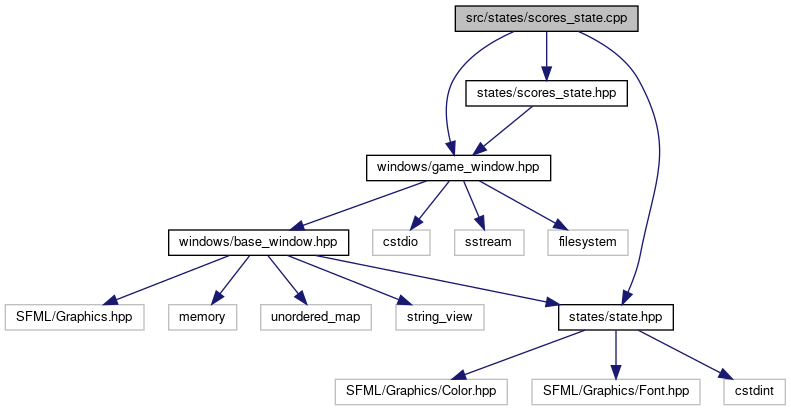 src/states/scores_state.cpp
states/scores_state.hpp
windows/game_window.hpp
windows/base_window.hpp
cstdio
sstream
filesystem
SFML/Graphics.hpp
memory
unordered_map
string_view
states/state.hpp
SFML/Graphics/Color.hpp
SFML/Graphics/Font.hpp
cstdint